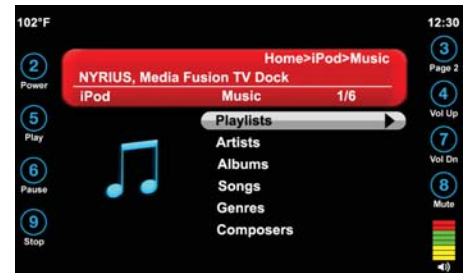 102°F 12:30
2
Power
5
Play
6
Pause
9
Stop
Home>iPod>Music
NYRIUS, Media Fusion TV Dock
iPod Music 1/6
Playlists
Artists
Albums
Songs
Genres
Composers
3
Page 2
4
Vol Up
7
Vol Dn
8
Mute